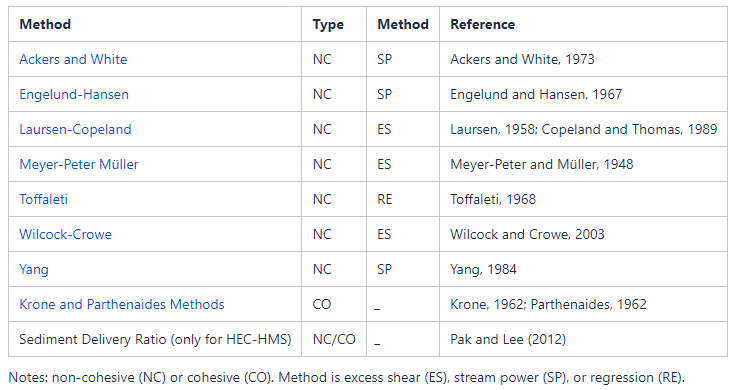 Method Type Method Reference
Ackers and White NC SP Ackers and White, 1973
Engelund-Hansen NC SP Engelund and Hansen, 1967
Laursen-Copeland NC ES Laursen, 1958; Copeland and Thomas, 1989
Meyer-Peter Müller NC ES Meyer-Peter and Müller, 1948
Toffaleti NC RE Toffaleti, 1968
Wilcock-Crowe NC ES Wilcock and Crowe, 2003
Yang NC SP Yang, 1984
Krone and Parthenaides Methods CO _ Krone, 1962; Parthenaides, 1962
Sediment Delivery Ratio (only for HEC-HMS) NC/CO _ Pak and Lee (2012)
Notes: non-cohesive (NC) or cohesive (CO). Method is excess shear (ES), stream power (SP), or regression (RE).